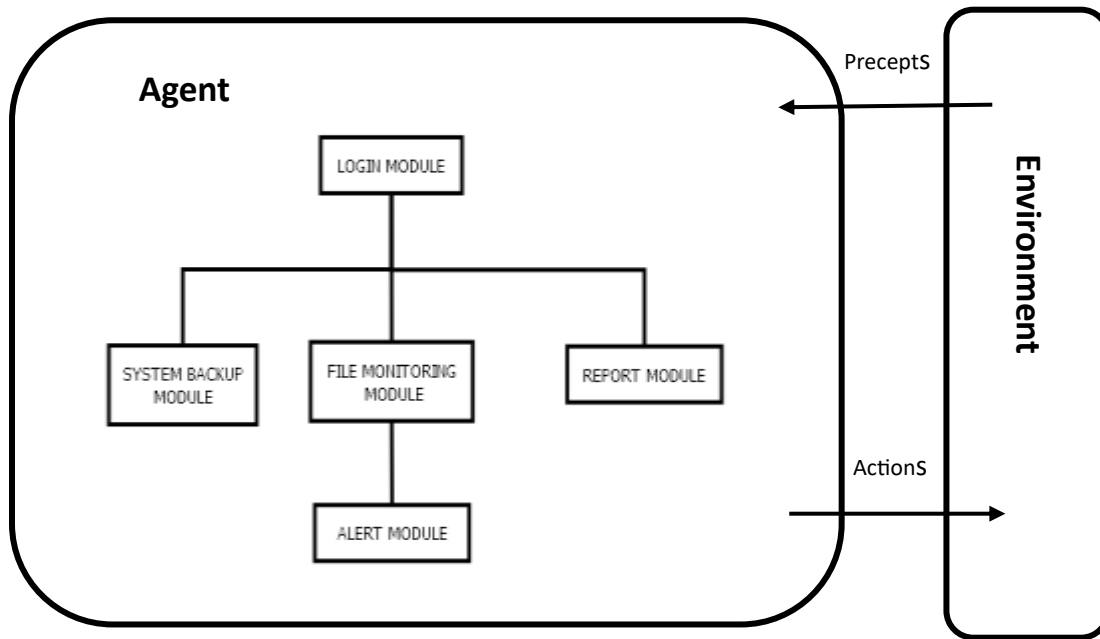 Agent
LOGIN MODULE
SYSTEM BACKUP
MODULE
FILE MONITORING
MODULE
REPORT MODULE
ALERT MODULE
PreceptS
ActionS
Environment